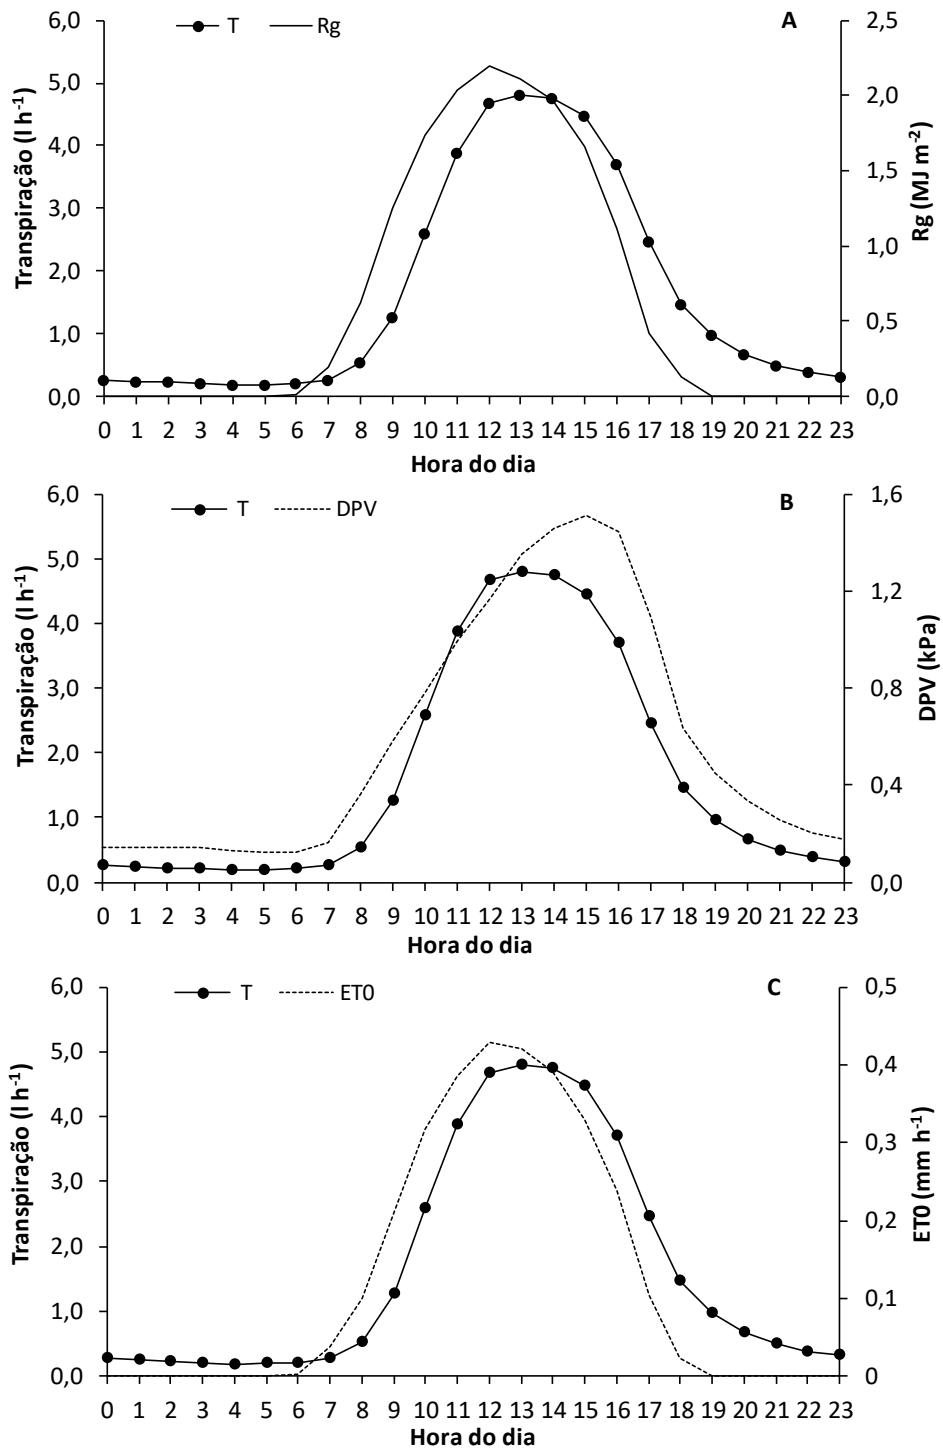 6,0 2,5
T Rg A
5,0 2,0
4,0 1,5
3,0
1,0
2,0
1,0 0,5
0,0 0,0
Transpiração (l h-1)
Rg (MJ m-2)
0 1 2 3 4 5 6 7 8 9 10 11 12 13 14 15 16 17 18 19 20 21 22 23
Hora do dia
6,0 1,6
T DPV B
5,0
1,2
4,0
3,0 0,8
2,0
0,4
1,0
0,0 0,0
Transpiração (l h-1)
DPV (kPa)
0 1 2 3 4 5 6 7 8 9 10 11 12 13 14 15 16 17 18 19 20 21 22 23
Hora do dia
6,0 0,5
T ET0 C
5,0 0,4
4,0 0,3
3,0
0,2
2,0
1,0 0,1
0,0 0
Transpiração (l h-1)
ET0 (mm h-1)
0 1 2 3 4 5 6 7 8 9 10 11 12 13 14 15 16 17 18 19 20 21 22 23
Hora do dia